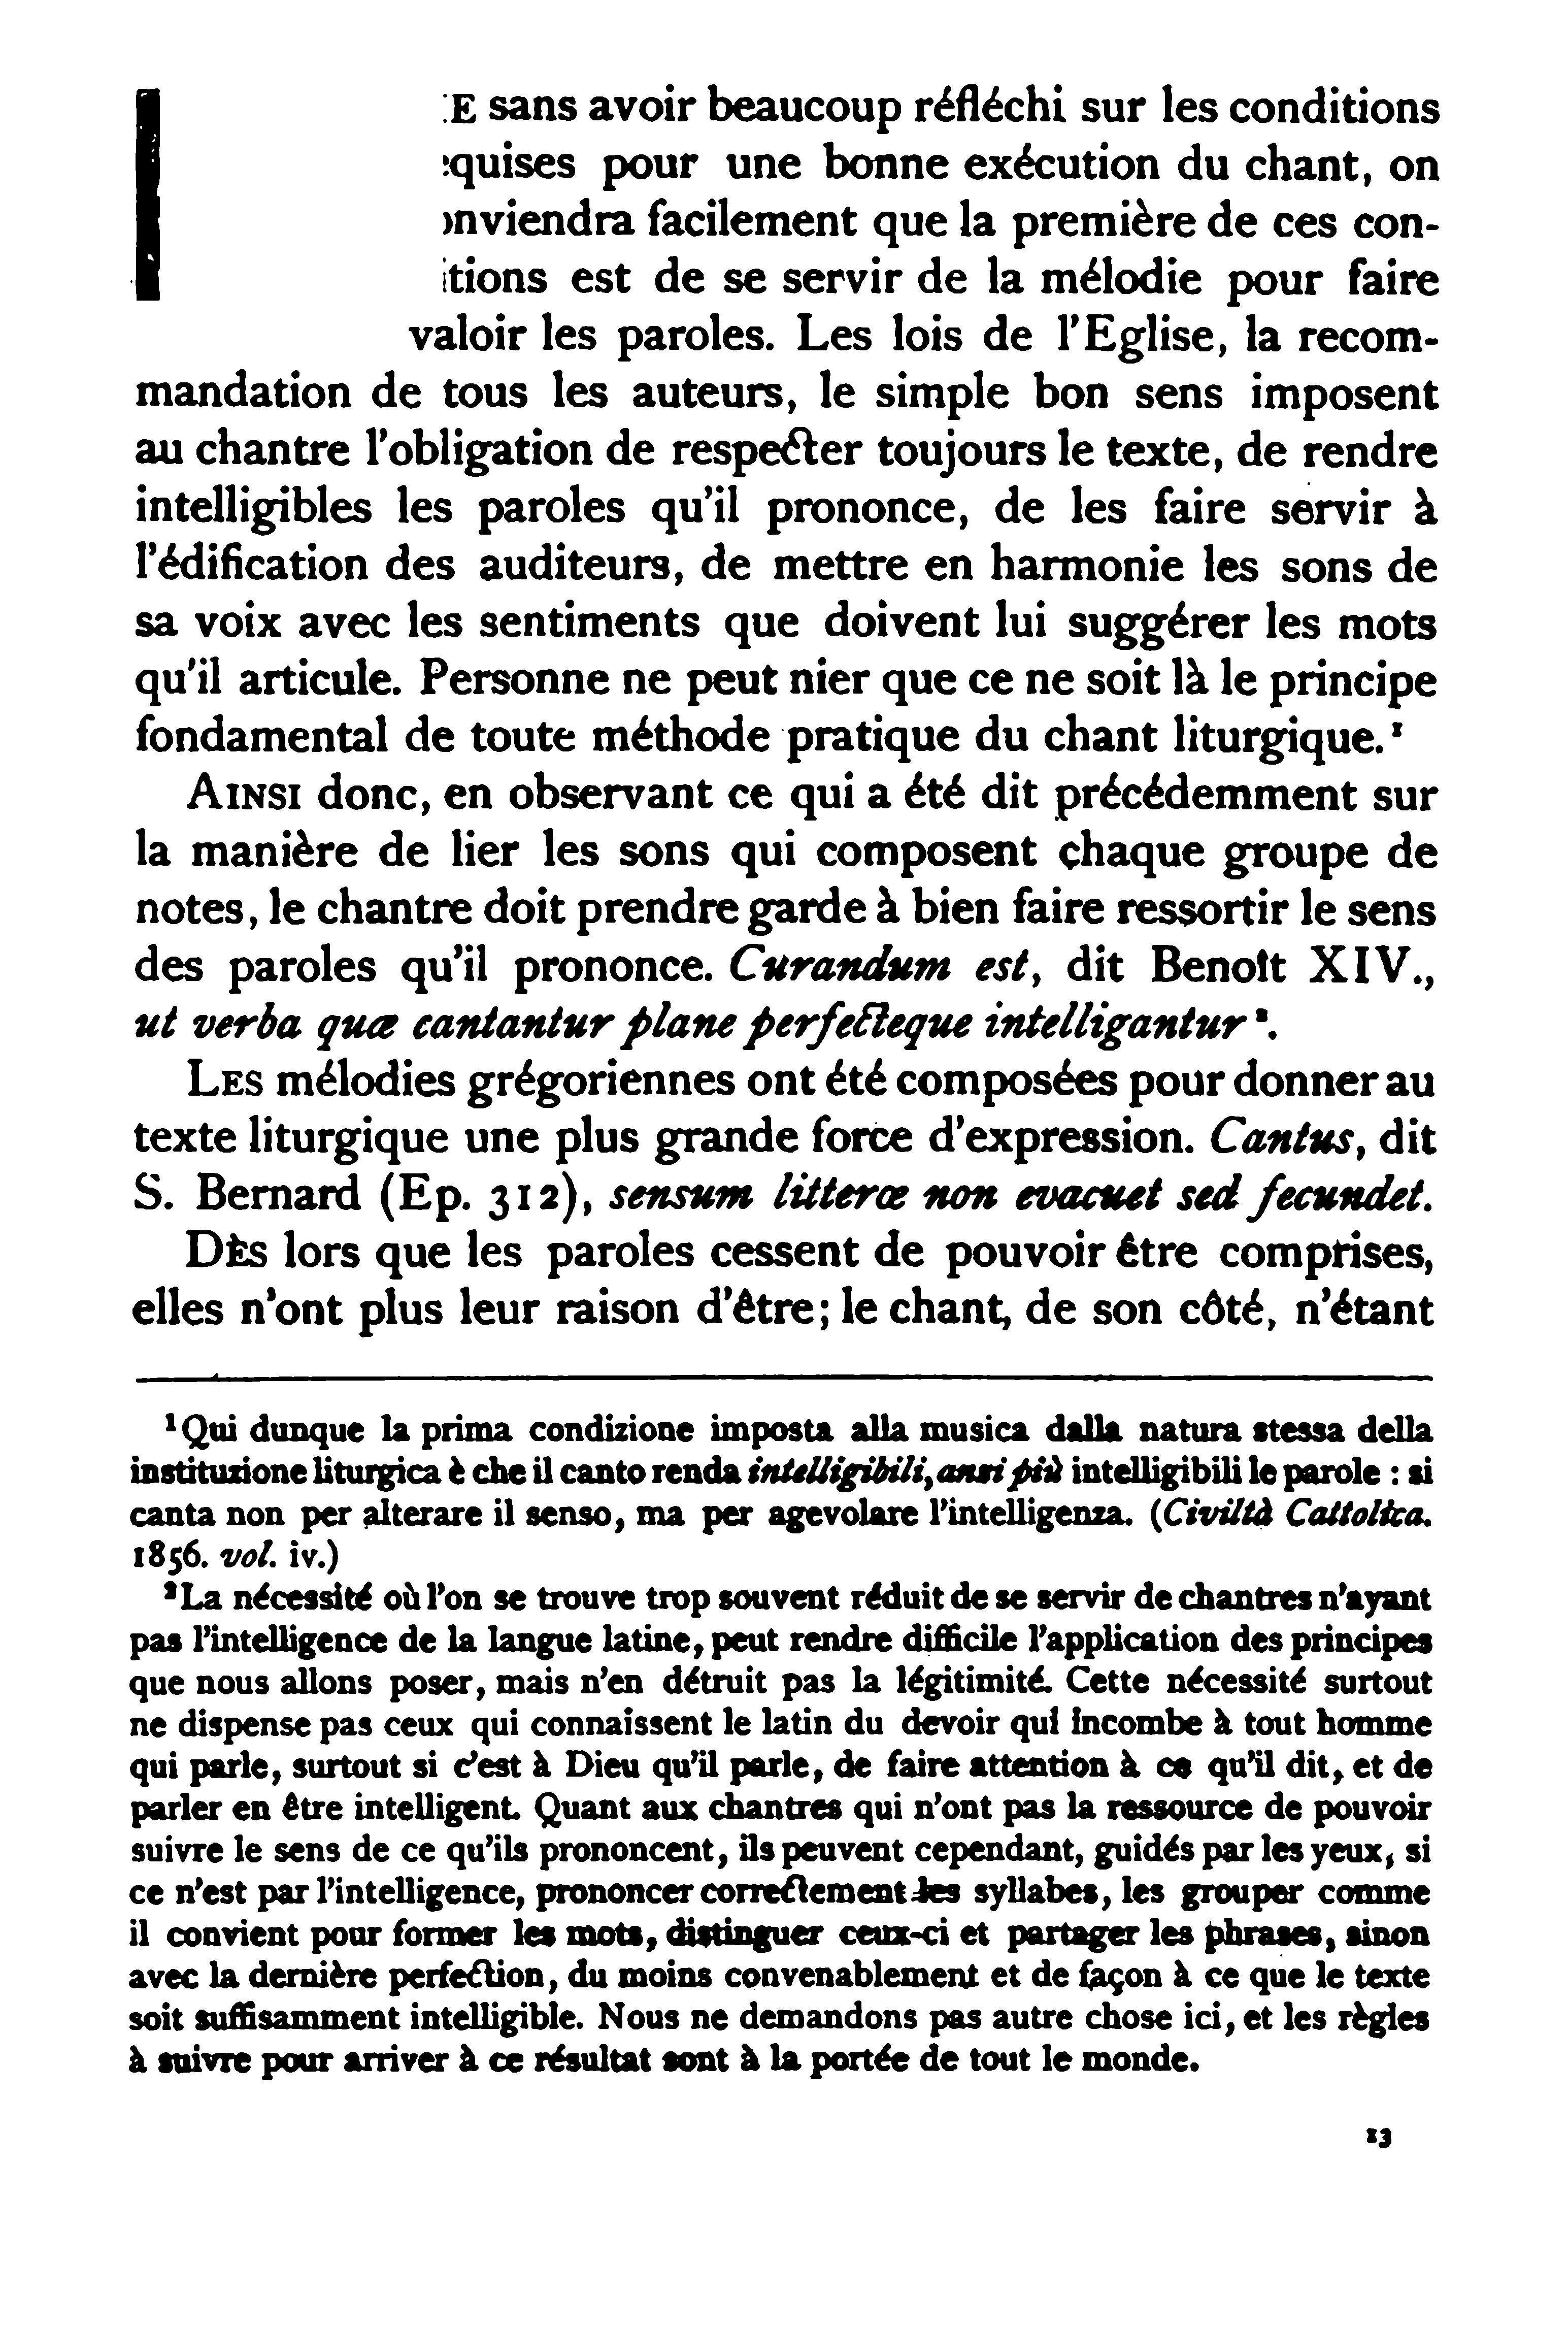 E sans avoir beaucoup réfléchi sur les conditions
quises pour une bonne exécution du chant, on
nviendra facilement que la première de ces con-
itions est de se servir de la mélodie pour faire
valoir les paroles. Les lois de l'Eglise, la recom-
mandation de tous les auteurs, le simple bon sens imposent
au chantre l'obligation de respecter toujours le texte, de rendre
intelligibles les paroles qu'il prononce, de les faire servir à
l'édification des auditeurs, de mettre en harmonie les sons de
sa voix avec les sentiments que doivent lui suggérer les mots
qu'il articule. Personne ne peut nier que ce ne soit là le principe
fondamental de toute méthode pratique du chant liturgique.¹
AINSI donc, en observant ce qui a été dit précédemment sur
la manière de lier les sons qui composent chaque groupe de
notes, le chantre doit prendre garde à bien faire ressortir le sens
des paroles qu'il prononce. Curandum est, dit Benoît XIV.,
ut verba quæ cantantur plane perfecteque intelligantur².
LES mélodies grégoriennes ont été composées pour donner au
texte liturgique une plus grande force d'expression. Cantus, dit
S. Bernard (Ep. 312), sensum litteræ non evacuet sed fecundet.
DÈS lors que les paroles cessent de pouvoir être comprises,
elles n'ont plus leur raison d'être; le chant, de son côté, n'étant
¹Qui dunque la prima condizione imposta alla musica dalla natura stessa della
instituzione liturgica è che il canto renda intelligibili, anzi più intelligibili le parole : si
canta non per alterare il senso, ma per agevolare l'intelligenza. (Civiltà Cattolica.
1856. vol. iv.)
²La nécessité où l'on se trouve trop souvent réduit de se servir de chantres n'ayant
pas l'intelligence de la langue latine, peut rendre difficile l'application des principes
que nous allons poser, mais n'en détruit pas la légitimité. Cette nécessité surtout
ne dispense pas ceux qui connaissent le latin du devoir qui incombe à tout homme
qui parle, surtout si c'est à Dieu qu'il parle, de faire attention à ce qu'il dit, et de
parler en être intelligent. Quant aux chantres qui n'ont pas la ressource de pouvoir
suivre le sens de ce qu'ils prononcent, ils peuvent cependant, guidés par les yeux, si
ce n'est par l'intelligence, prononcer correctement les syllabes, les grouper comme
il convient pour former les mots, distinguer ceux-ci et partager les phrases, sinon
avec la dernière perfection, du moins convenablement et de façon à ce que le texte
soit suffisamment intelligible. Nous ne demandons pas autre chose ici, et les règles
à suivre pour arriver à ce résultat sont à la portée de tout le monde.
13